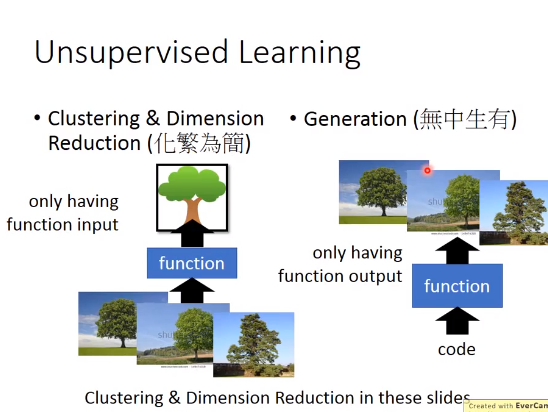 Unsupervised Learning
• Clustering & Dimension
Reduction (化繁為簡)
only having
function input
function
• Generation (無中生有)
only having
function output
function
code
Clustering & Dimension Reduction in these slides
Created with EverCam